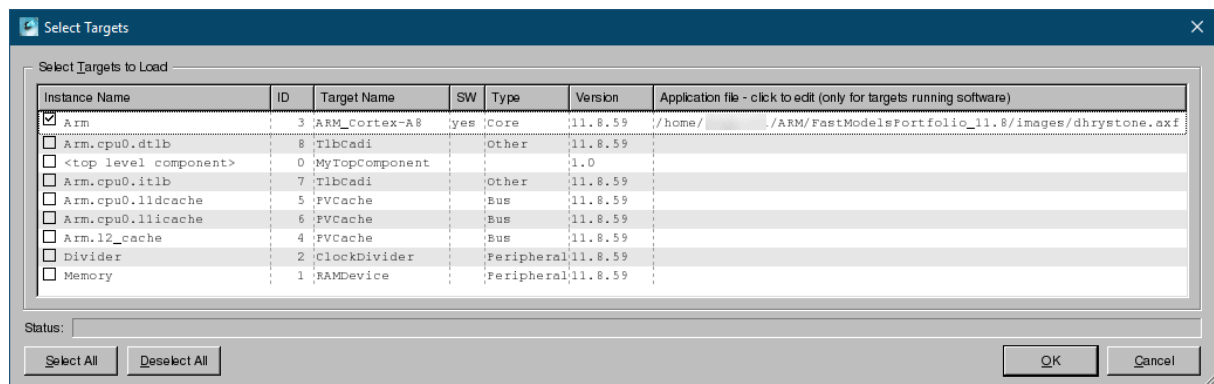 Select Targets
Select Targets to Load
Instance Name ID Target Name SW Type Version Application file - click to edit (only for targets running software)
Arm 3 ARM_Cortex-A8 yes Core 11.8.59 /home/ /ARM/FastModelsPortfolio_11.8/images/dhrystone.axf
Arm.cpu0.dtlb 8 TlbCadi Other 11.8.59
<top level component> 0 MyTopComponent 1.0
Arm.cpu0.itlb 7 TlbCadi Other 11.8.59
Arm.cpu0.l1dcache 5 PVCache Bus 11.8.59
Arm.cpu0.l1icache 6 PVCache Bus 11.8.59
Arm.l2_cache 4 PVCache Bus 11.8.59
Divider 2 ClockDivider Peripheral 11.8.59
Memory 1 RAMDevice Peripheral 11.8.59
Status:
Select All Deselect All OK Cancel